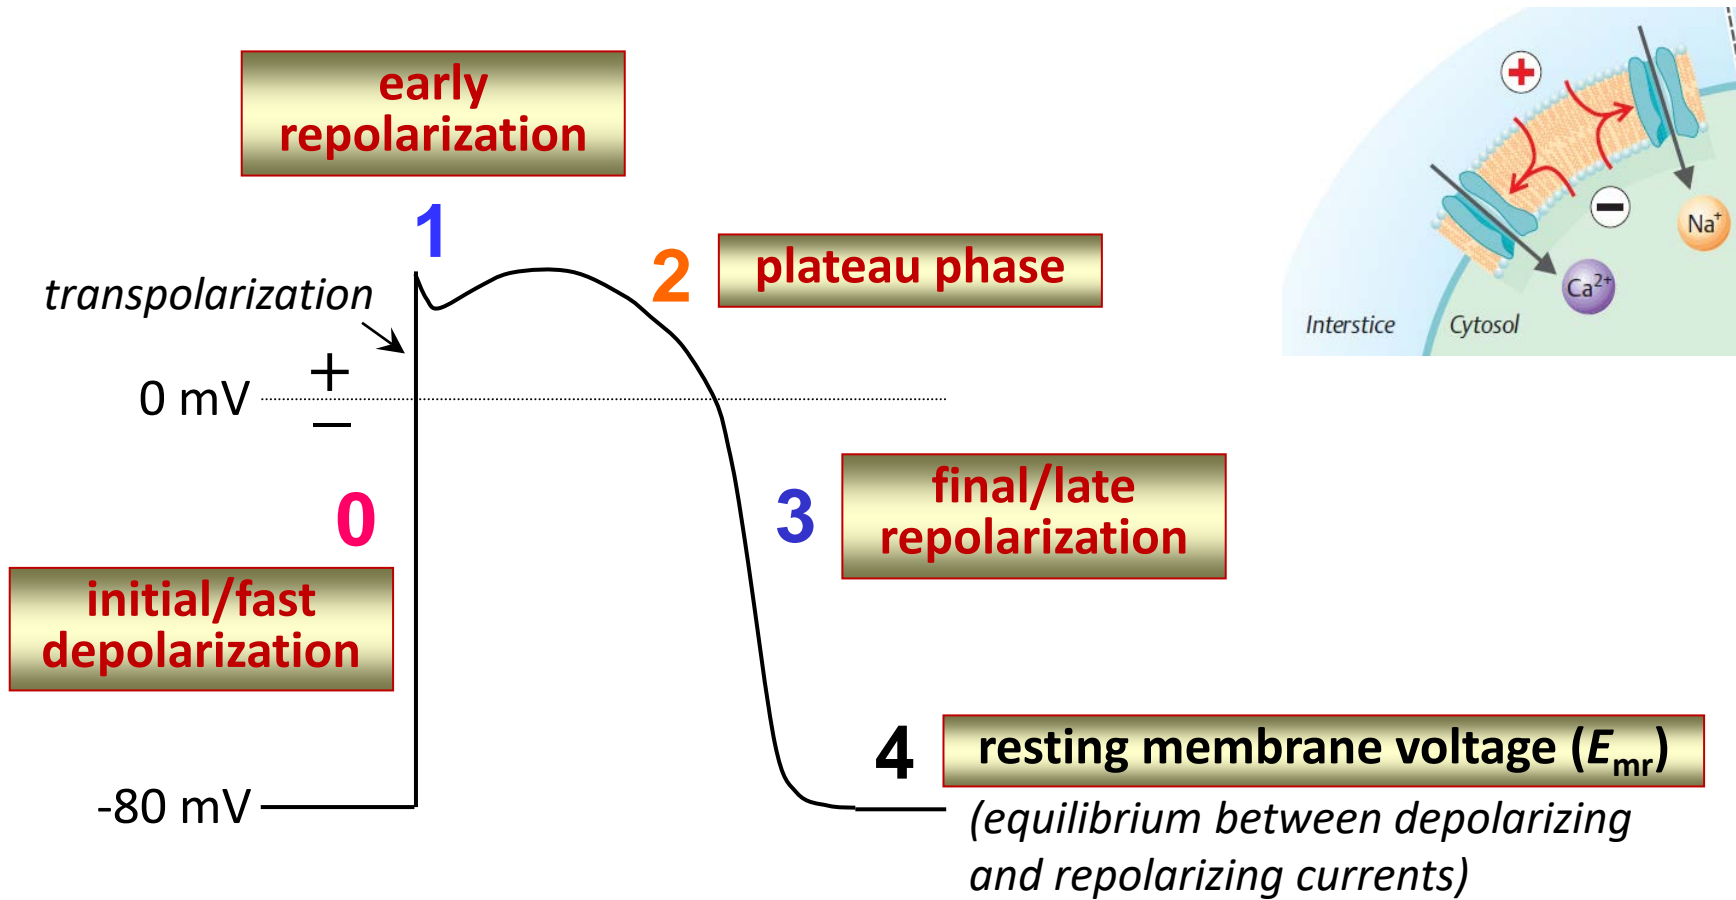 early
repolarization
1
2
plateau phase
transpolarization
+
0 mV
−
0
initial/fast
depolarization
3
final/late
repolarization
-80 mV
4
resting membrane voltage (Emr)
(equilibrium between depolarizing
and repolarizing currents)
+
−
Na+
Ca2+
Interstice
Cytosol